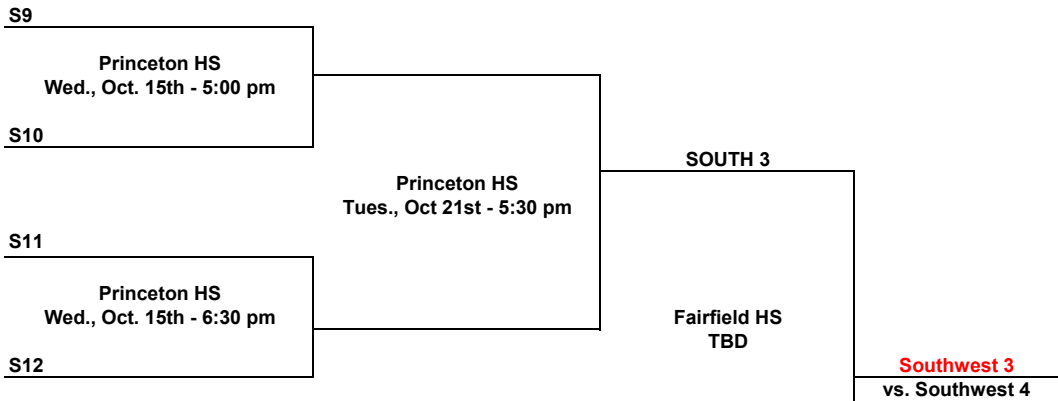 S9
Princeton HS
Wed., Oct. 15th - 5:00 pm
S10
SOUTH 3
Princeton HS
Tues., Oct 21st - 5:30 pm
S11
Princeton HS
Wed., Oct. 15th - 6:30 pm
Fairfield HS
TBD
S12
Southwest 3
vs. Southwest 4